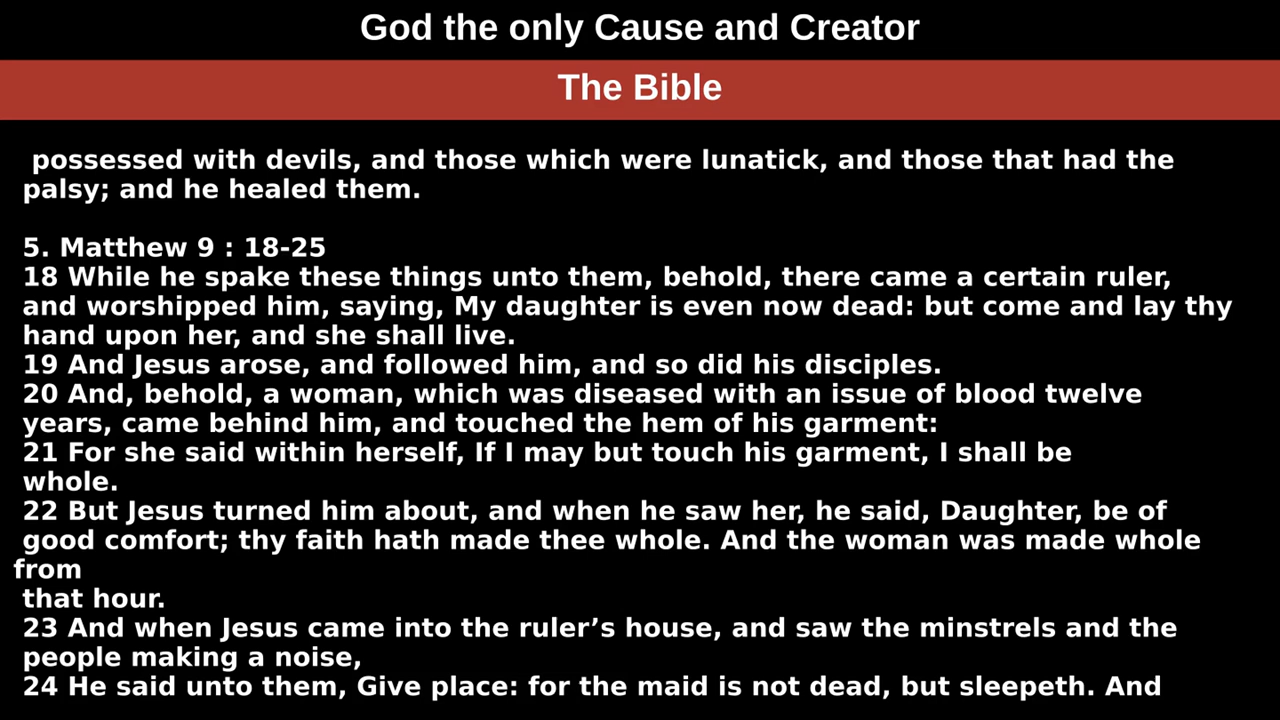 God the only Cause and Creator
The Bible
possessed with devils, and those which were lunatick, and those that had the
palsy; and he healed them.
5. Matthew 9 : 18-25
18 While he spake these things unto them, behold, there came a certain ruler,
and worshipped him, saying, My daughter is even now dead: but come and lay thy
hand upon her, and she shall live.
19 And Jesus arose, and followed him, and so did his disciples.
20 And, behold, a woman, which was diseased with an issue of blood twelve
years, came behind him, and touched the hem of his garment:
21 For she said within herself, If I may but touch his garment, I shall be
whole.
22 But Jesus turned him about, and when he saw her, he said, Daughter, be of
good comfort; thy faith hath made thee whole. And the woman was made whole
from
that hour.
23 And when Jesus came into the ruler’s house, and saw the minstrels and the
people making a noise,
24 He said unto them, Give place: for the maid is not dead, but sleepeth. And